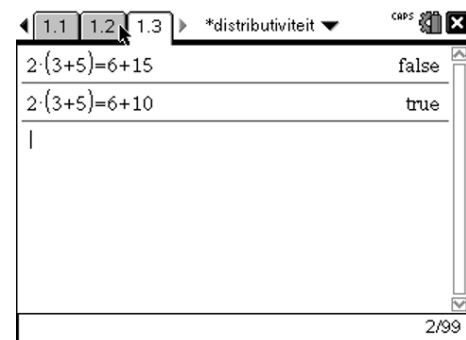 1.1 1.2 1.3 *distributiviteit CAPS
2·(3+5)=6+15 false
2·(3+5)=6+10 true
2/99